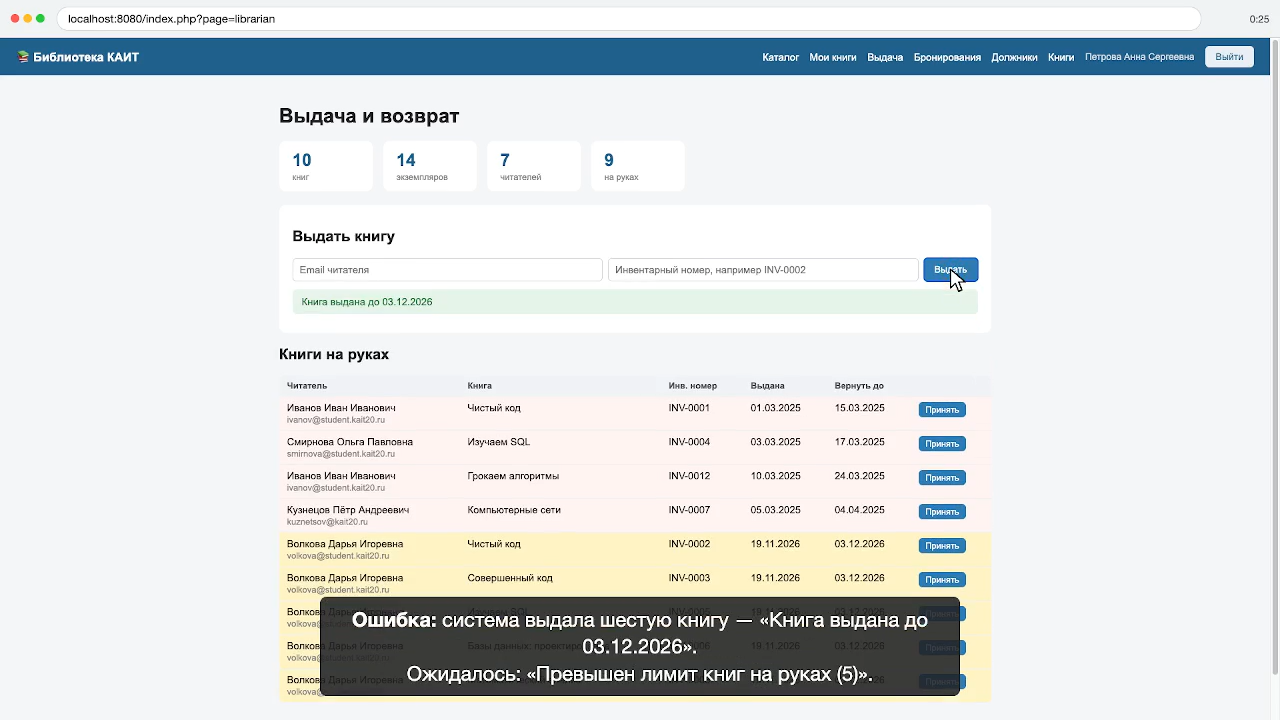 localhost:8080/index.php?page=librarian
0:25
Библиотека КАИТ
Каталог Мои книги Выдача Бронирования Должники Книги Петрова Анна Сергеевна Выйти
Выдача и возврат
10 14 7 9
книг экземпляров читателей на руках
Выдать книгу
Email читателя Инвентарный номер, например INV-0002 Выдать
Книга выдана до 03.12.2026
Книги на руках
Читатель Книга Инв. номер Выдана Вернуть до
Иванов Иван Иванович Чистый код INV-0001 01.03.2025 15.03.2025 Принять
ivanov@student.kait20.ru
Смирнова Ольга Павловна Изучаем SQL INV-0004 03.03.2025 17.03.2025 Принять
smirnova@student.kait20.ru
Иванов Иван Иванович Грокаем алгоритмы INV-0012 10.03.2025 24.03.2025 Принять
ivanov@student.kait20.ru
Кузнецов Пётр Андреевич Компьютерные сети INV-0007 05.03.2025 04.04.2025 Принять
kuznetsov@kait20.ru
Волкова Дарья Игоревна Чистый код INV-0002 19.11.2026 03.12.2026 Принять
volkova@student.kait20.ru
Волкова Дарья Игоревна Совершенный код INV-0003 19.11.2026 03.12.2026 Принять
volkova@student.kait20.ru
Ошибка: система выдала шестую книгу — «Книга выдана до
03.12.2026».
Ожидалось: «Превышен лимит книг на руках (5)».